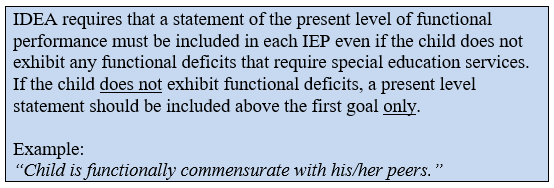 IDEA requires that a statement of the present level of functional
performance must be included in each IEP even if the child does not
exhibit any functional deficits that require special education services.
If the child does not exhibit functional deficits, a present level
statement should be included above the first goal only.
Example:
“Child is functionally commensurate with his/her peers.”